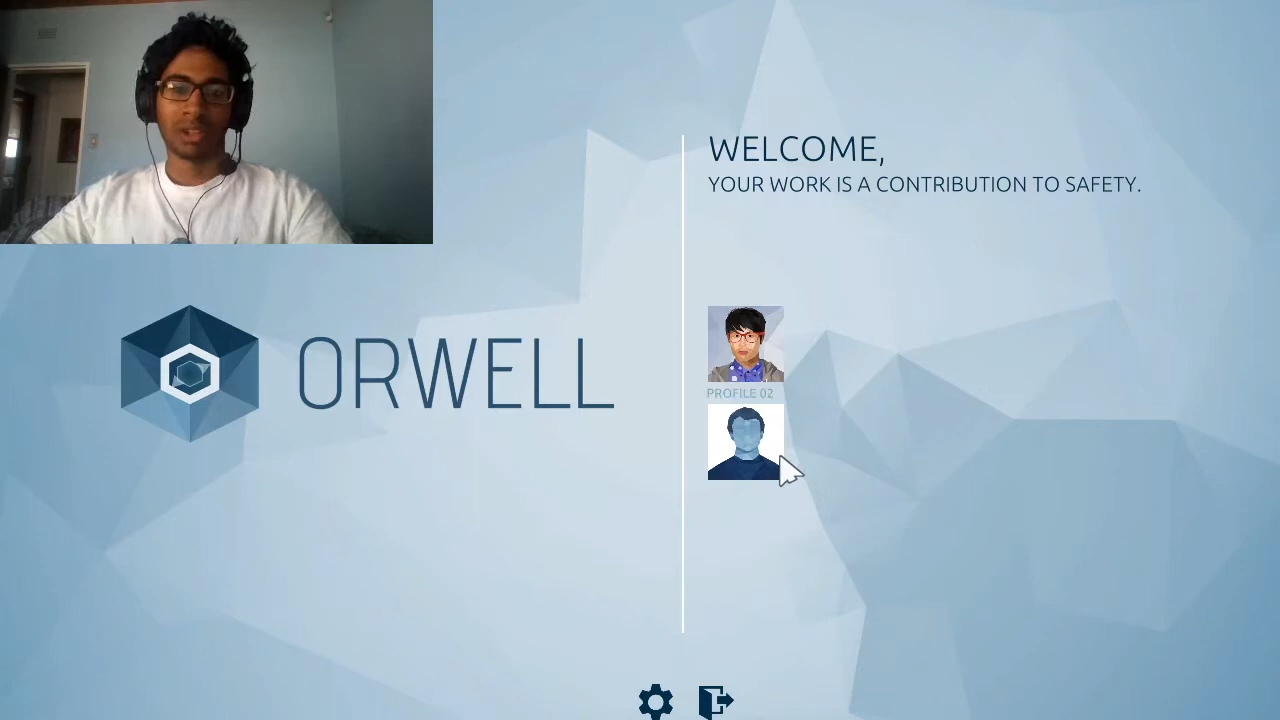 WELCOME,
YOUR WORK IS A CONTRIBUTION TO SAFETY.
ORWELL
PROFILE 02